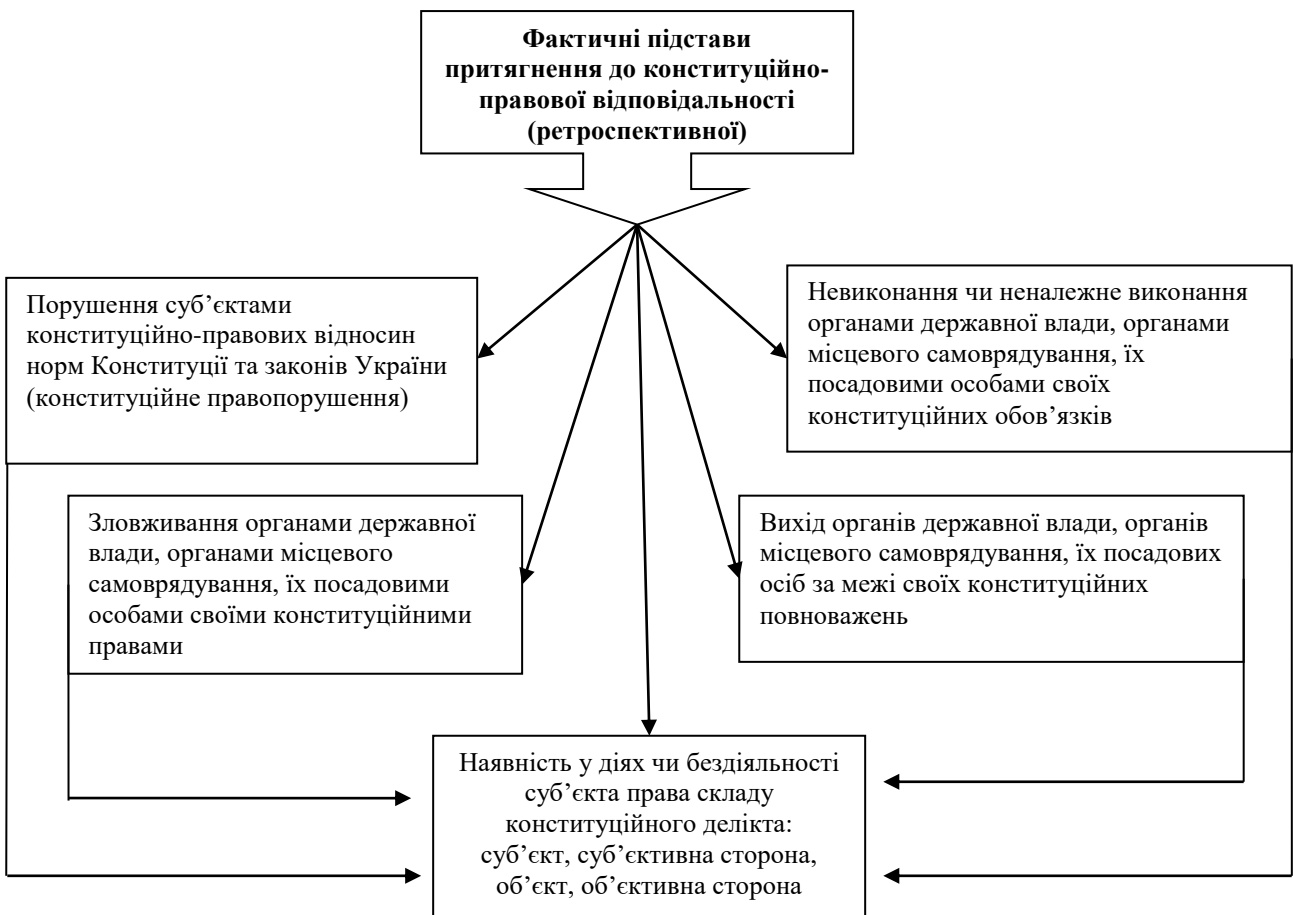 Фактичні підстави
притягнення до конституційно-
правової відповідальності
(ретроспективної)
Порушення суб’єктами
конституційно-правових відносин
норм Конституції та законів України
(конституційне правопорушення)
Невиконання чи неналежне виконання
органами державної влади, органами
місцевого самоврядування, їх
посадовими особами своїх
конституційних обов’язків
Зловживання органами державної
влади, органами місцевого
самоврядування, їх посадовими
особами своїми конституційними
правами
Вихід органів державної влади, органів
місцевого самоврядування, їх посадових
осіб за межі своїх конституційних
повноважень
Наявність у діях чи бездіяльності
суб’єкта права складу
конституційного делікта:
суб’єкт, суб’єктивна сторона,
об’єкт, об’єктивна сторона